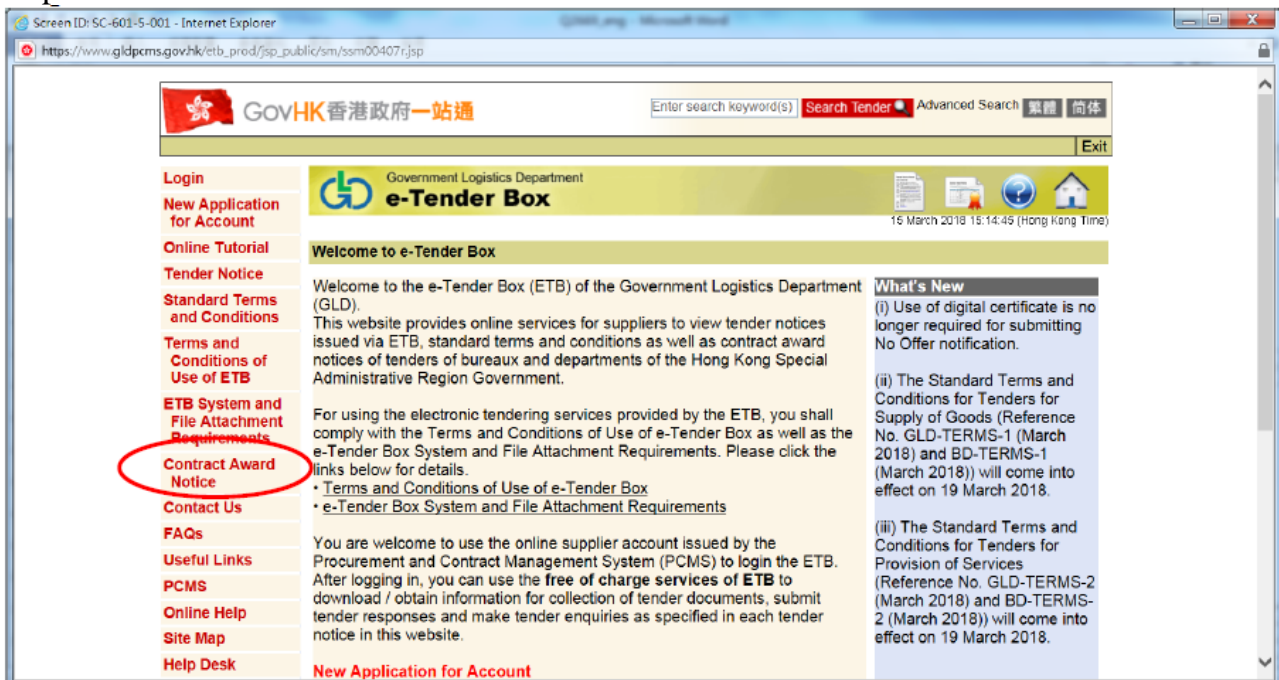 Screen ID: SC-601-5-001 - Internet Explorer
https://www.gldpcms.gov.hk/etb_prod/jsp_public/sm/ssm00407r.jsp
GovHK香港政府一站通
Enter search keyword(s) Search Tender Advanced Search 繁體 简体
Exit
Login
New Application
for Account
Online Tutorial
Tender Notice
Standard Terms
and Conditions
Terms and
Conditions of
Use of ETB
ETB System and
File Attachment
Requirements
Contract Award
Notice
Contact Us
FAQs
Useful Links
PCMS
Online Help
Site Map
Help Desk
Government Logistics Department
e-Tender Box
15 March 2018 15:14:45 (Hong Kong Time)
Welcome to e-Tender Box
Welcome to the e-Tender Box (ETB) of the Government Logistics Department
(GLD).
This website provides online services for suppliers to view tender notices
issued via ETB, standard terms and conditions as well as contract award
notices of tenders of bureaux and departments of the Hong Kong Special
Administrative Region Government.
For using the electronic tendering services provided by the ETB, you shall
comply with the Terms and Conditions of Use of e-Tender Box as well as the
e-Tender Box System and File Attachment Requirements. Please click the
links below for details.
• Terms and Conditions of Use of e-Tender Box
• e-Tender Box System and File Attachment Requirements
You are welcome to use the online supplier account issued by the
Procurement and Contract Management System (PCMS) to login the ETB.
After logging in, you can use the free of charge services of ETB to
download / obtain information for collection of tender documents, submit
tender responses and make tender enquiries as specified in each tender
notice in this website.
New Application for Account
What's New
(i) Use of digital certificate is no
longer required for submitting
No Offer notification.
(ii) The Standard Terms and
Conditions for Tenders for
Supply of Goods (Reference
No. GLD-TERMS-1 (March
2018) and BD-TERMS-1
(March 2018)) will come into
effect on 19 March 2018.
(iii) The Standard Terms and
Conditions for Tenders for
Provision of Services
(Reference No. GLD-TERMS-2
(March 2018) and BD-TERMS-
2 (March 2018)) will come into
effect on 19 March 2018.